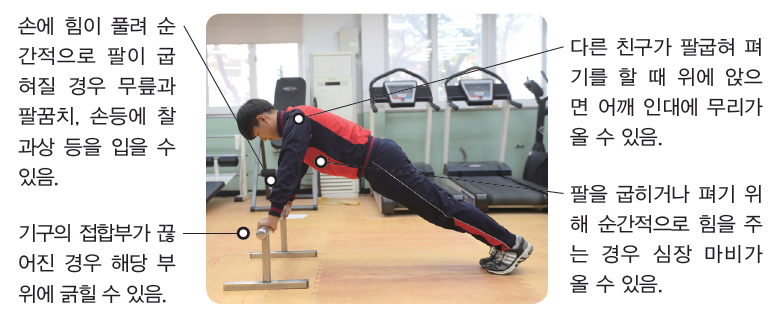 손에 힘이 풀려 순
간적으로 팔이 굽
혀질 경우 무릎과
팔꿈치, 손등에 찰
과상 등을 입을 수
있음.
기구의 접합부가 끊
어진 경우 해당 부
위에 긁힐 수 있음.
다른 친구가 팔굽혀 펴
기를 할 때 위에 앉으
면 어깨 인대에 무리가
올 수 있음.
팔을 굽히거나 펴기 위
해 순간적으로 힘을 주
는 경우 심장 마비가
올 수 있음.